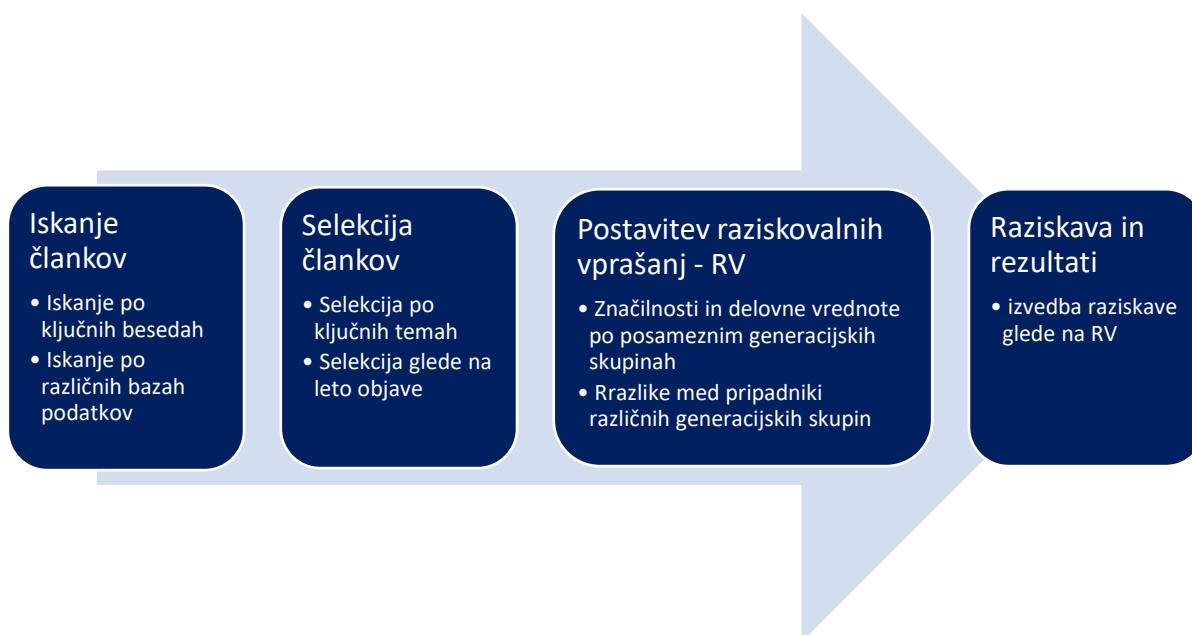 Iskanje
člankov
• Iskanje po
ključnih besedah
• Iskanje po
različnih bazah
podatkov
Selekcija
člankov
• Selekcija po
ključnih temah
• Selekcija glede na
leto objave
Postavitev raziskovalnih
vprašanj - RV
• Značilnosti in delovne vrednote
po posameznim generacijskih
skupinah
• Rrazlike med pripadniki
različnih generacijskih skupin
Raziskava in
rezultati
• izvedba raziskave
glede na RV